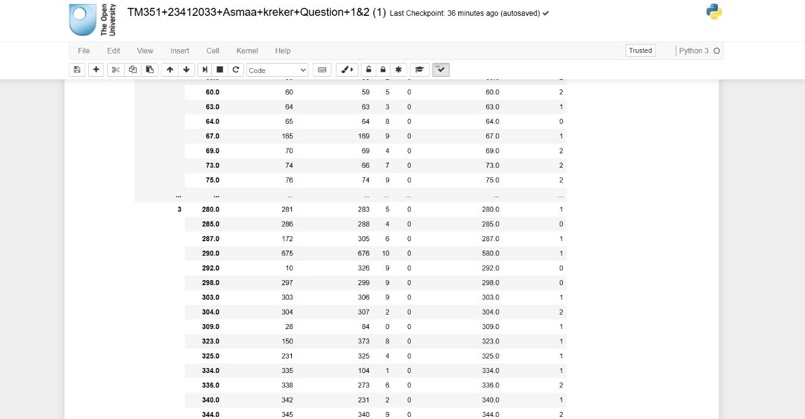 The Open University
TM351+23412033+Asmaa+kreker+Question+1&2 (1) Last Checkpoint: 36 minutes ago (autosaved)
File Edit View Insert Cell Kernel Help Trusted Python 3
Code
60.0 60 59 5 0 60.0 2
63.0 64 63 3 0 63.0 1
64.0 65 64 8 0 64.0 0
67.0 165 169 9 0 67.0 1
69.0 70 69 4 0 69.0 2
73.0 74 66 7 0 73.0 2
75.0 76 74 9 0 75.0 2
... ... ... ... ... ... ... ...
3 280.0 281 283 5 0 280.0 1
285.0 286 288 4 0 285.0 0
287.0 172 305 6 0 287.0 1
290.0 675 676 10 0 580.0 1
292.0 10 326 9 0 292.0 0
298.0 297 299 9 0 298.0 0
303.0 303 306 9 0 303.0 1
304.0 304 307 2 0 304.0 2
309.0 28 84 0 0 309.0 1
323.0 150 373 8 0 323.0 1
325.0 231 325 4 0 325.0 1
334.0 335 104 1 0 334.0 1
336.0 338 273 6 0 336.0 2
340.0 342 231 2 0 340.0 1
344.0 345 340 9 0 344.0 2